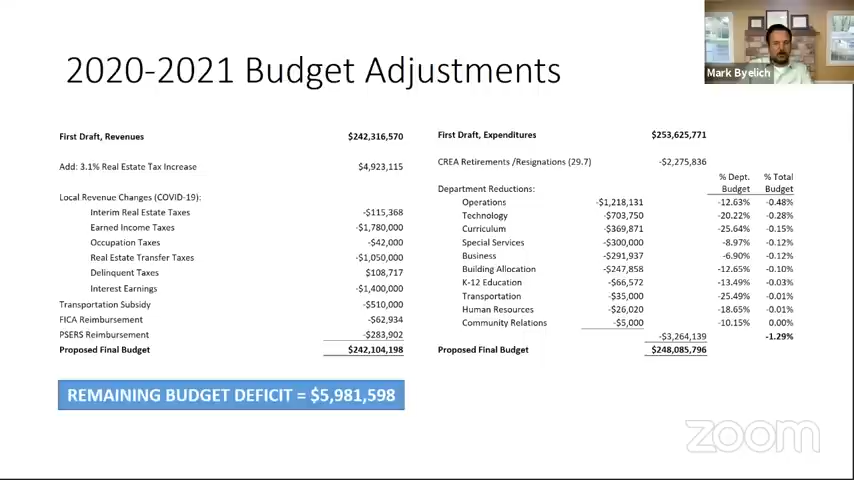 Mark Byelich
2020-2021 Budget Adjustments
First Draft, Revenues $242,316,570
Add: 3.1% Real Estate Tax Increase $4,923,115
Local Revenue Changes (COVID-19):
Interim Real Estate Taxes -$115,368
Earned Income Taxes -$1,780,000
Occupation Taxes -$42,000
Real Estate Transfer Taxes -$1,050,000
Delinquent Taxes $108,717
Interest Earnings -$1,400,000
Transportation Subsidy -$510,000
FICA Reimbursement -$62,934
PSERS Reimbursement -$283,902
Proposed Final Budget $242,104,198
REMAINING BUDGET DEFICIT = $5,981,598
First Draft, Expenditures $253,625,771
CREA Retirements /Resignations (29.7) -$2,275,836
% Dept. % Total
Department Reductions: Budget Budget
Operations -$1,218,131 -12.63% -0.48%
Technology -$703,750 -20.22% -0.28%
Curriculum -$369,871 -25.64% -0.15%
Special Services -$300,000 -8.97% -0.12%
Business -$291,937 -6.90% -0.12%
Building Allocation -$247,858 -12.65% -0.10%
K-12 Education -$66,572 -13.49% -0.03%
Transportation -$35,000 -25.49% -0.01%
Human Resources -$26,020 -18.65% -0.01%
Community Relations -$5,000 -10.15% 0.00%
-$3,264,139 -1.29%
Proposed Final Budget $248,085,796
zoom